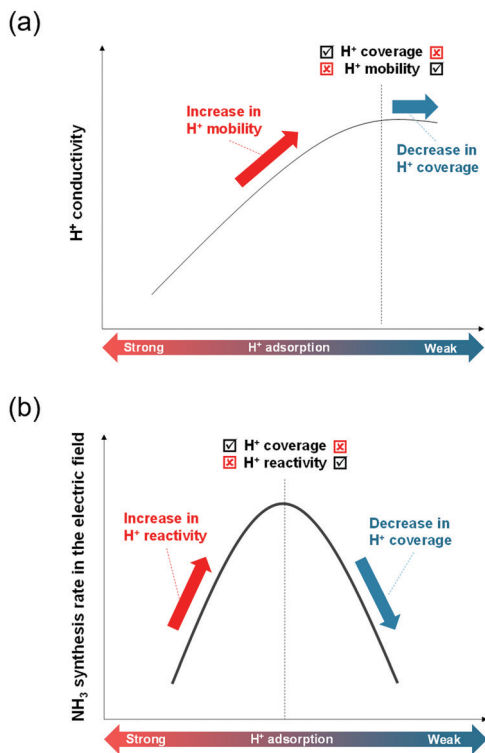 (a)
☑ H⁺ coverage ☒
☒ H⁺ mobility ☑
Increase in
H⁺ mobility
Decrease in
H⁺ coverage
H⁺ conductivity
Strong H⁺ adsorption Weak
(b)
☑ H⁺ coverage ☒
☒ H⁺ reactivity ☑
Increase in
H⁺ reactivity
Decrease in
H⁺ coverage
NH₃ synthesis rate in the electric field
Strong H⁺ adsorption Weak